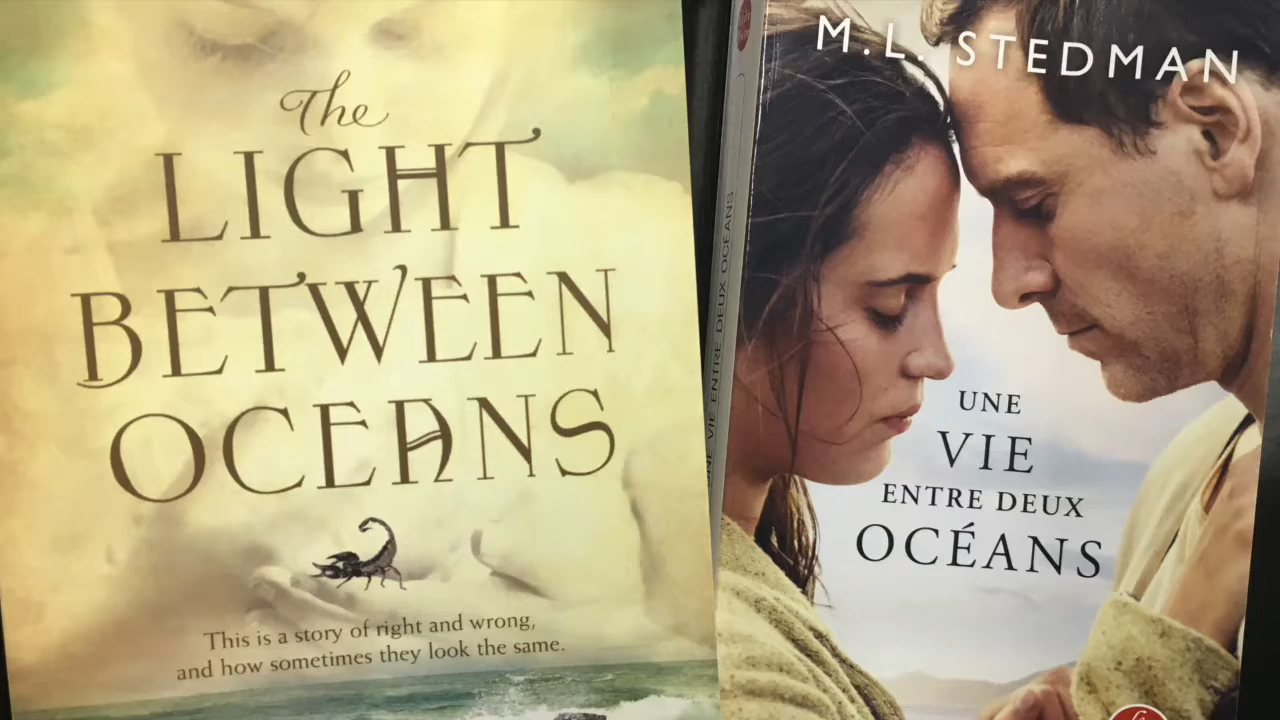 The
LIGHT
BETWEEN
OCEANS
This is a story of right and wrong,
and how sometimes they look the same.
UNE VIE ENTRE DEUX OCÉANS
M.L. STEDMAN
UNE
VIE
ENTRE DEUX
OCÉANS